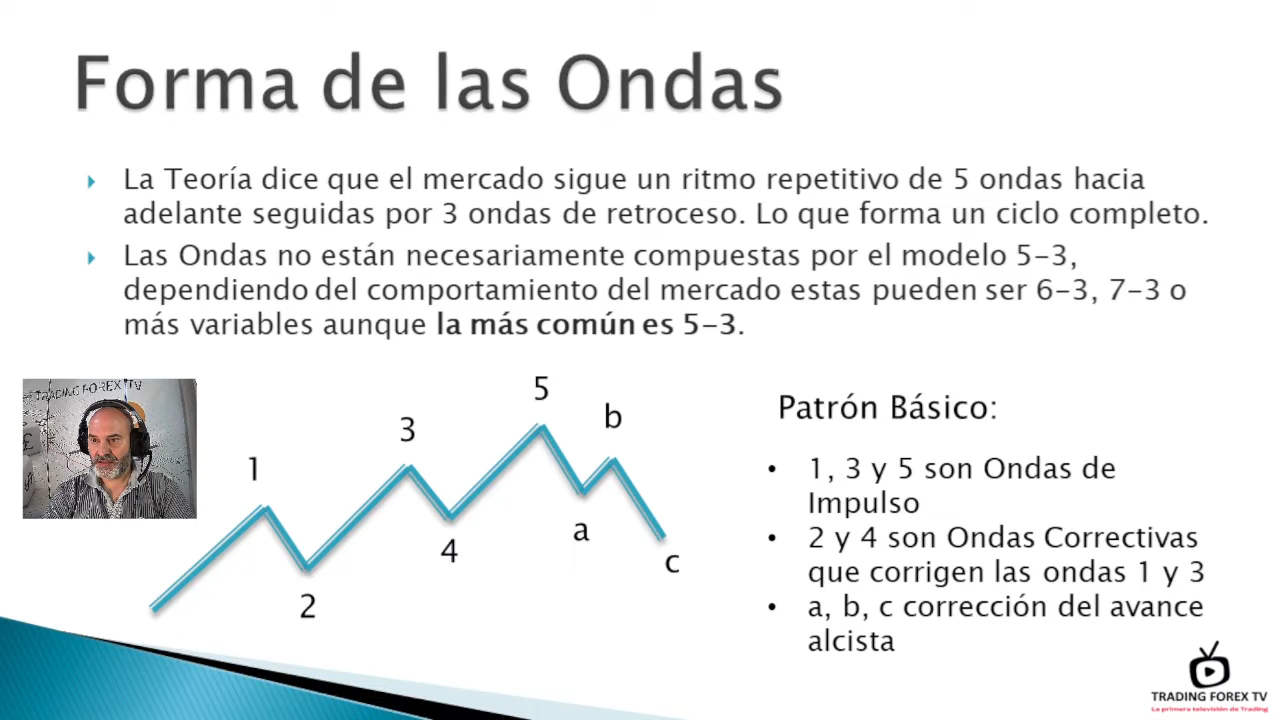 Forma de las Ondas
La Teoría dice que el mercado sigue un ritmo repetitivo de 5 ondas hacia
adelante seguidas por 3 ondas de retroceso. Lo que forma un ciclo completo.
Las Ondas no están necesariamente compuestas por el modelo 5-3,
dependiendo del comportamiento del mercado estas pueden ser 6-3, 7-3 o
más variables aunque la más común es 5-3.
TRADING FOREX TV
1
2
3
4
5
a
b
c
Patrón Básico:
• 1, 3 y 5 son Ondas de
Impulso
• 2 y 4 son Ondas Correctivas
que corrigen las ondas 1 y 3
• a, b, c corrección del avance
alcista
TRADING FOREX TV
La primera televisión de Trading